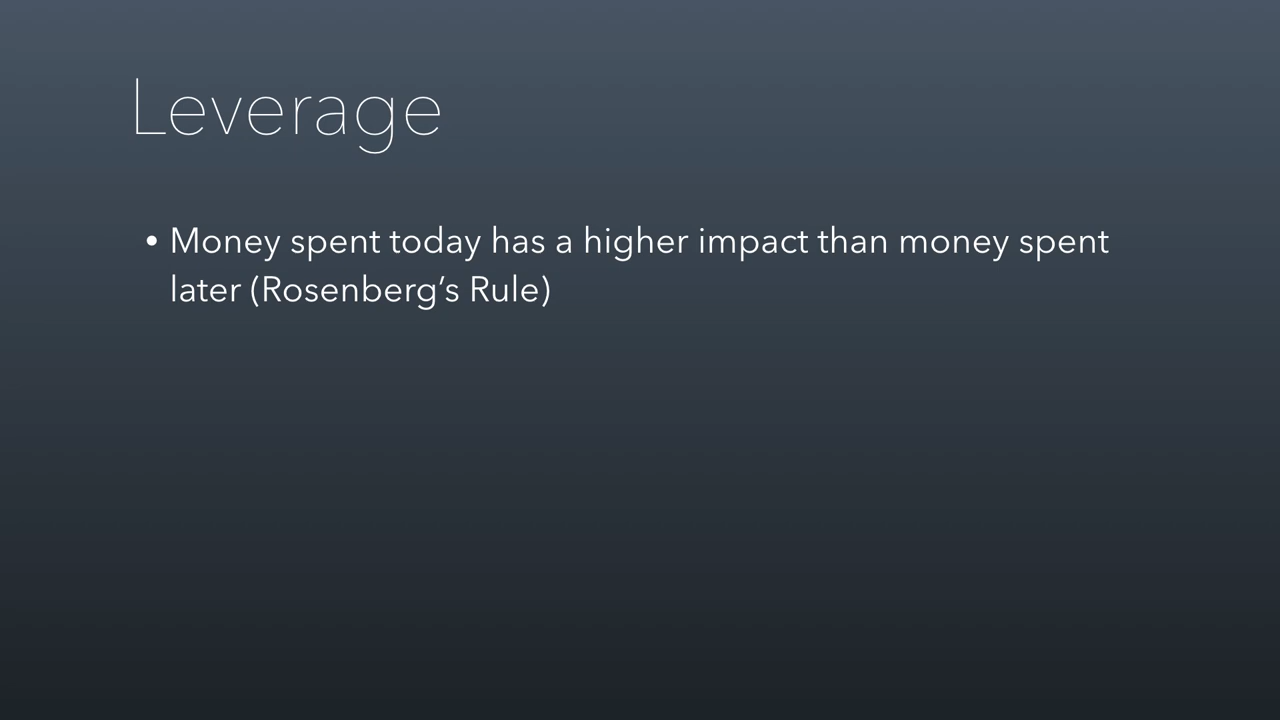 Leverage
• Money spent today has a higher impact than money spent
later (Rosenberg’s Rule)